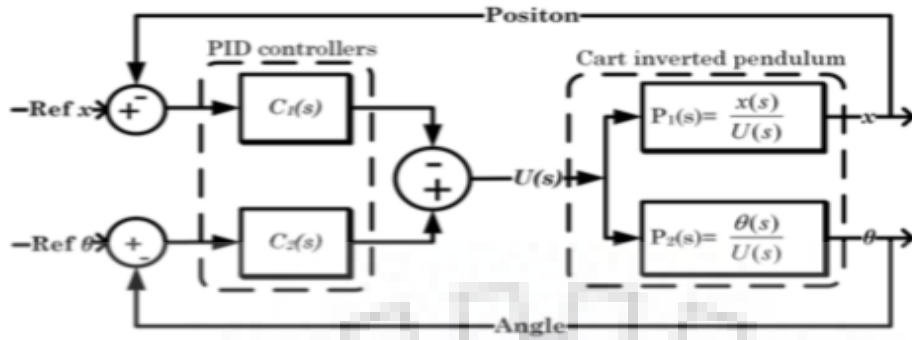 Positon
PID controllers
Cart inverted pendulum
Ref x
+ -
C₁(s)
P₁(s)= x(s)/U(s)
x
-
+
U(s)
Ref θ
+ -
C₂(s)
P₂(s)= θ(s)/U(s)
θ
Angle